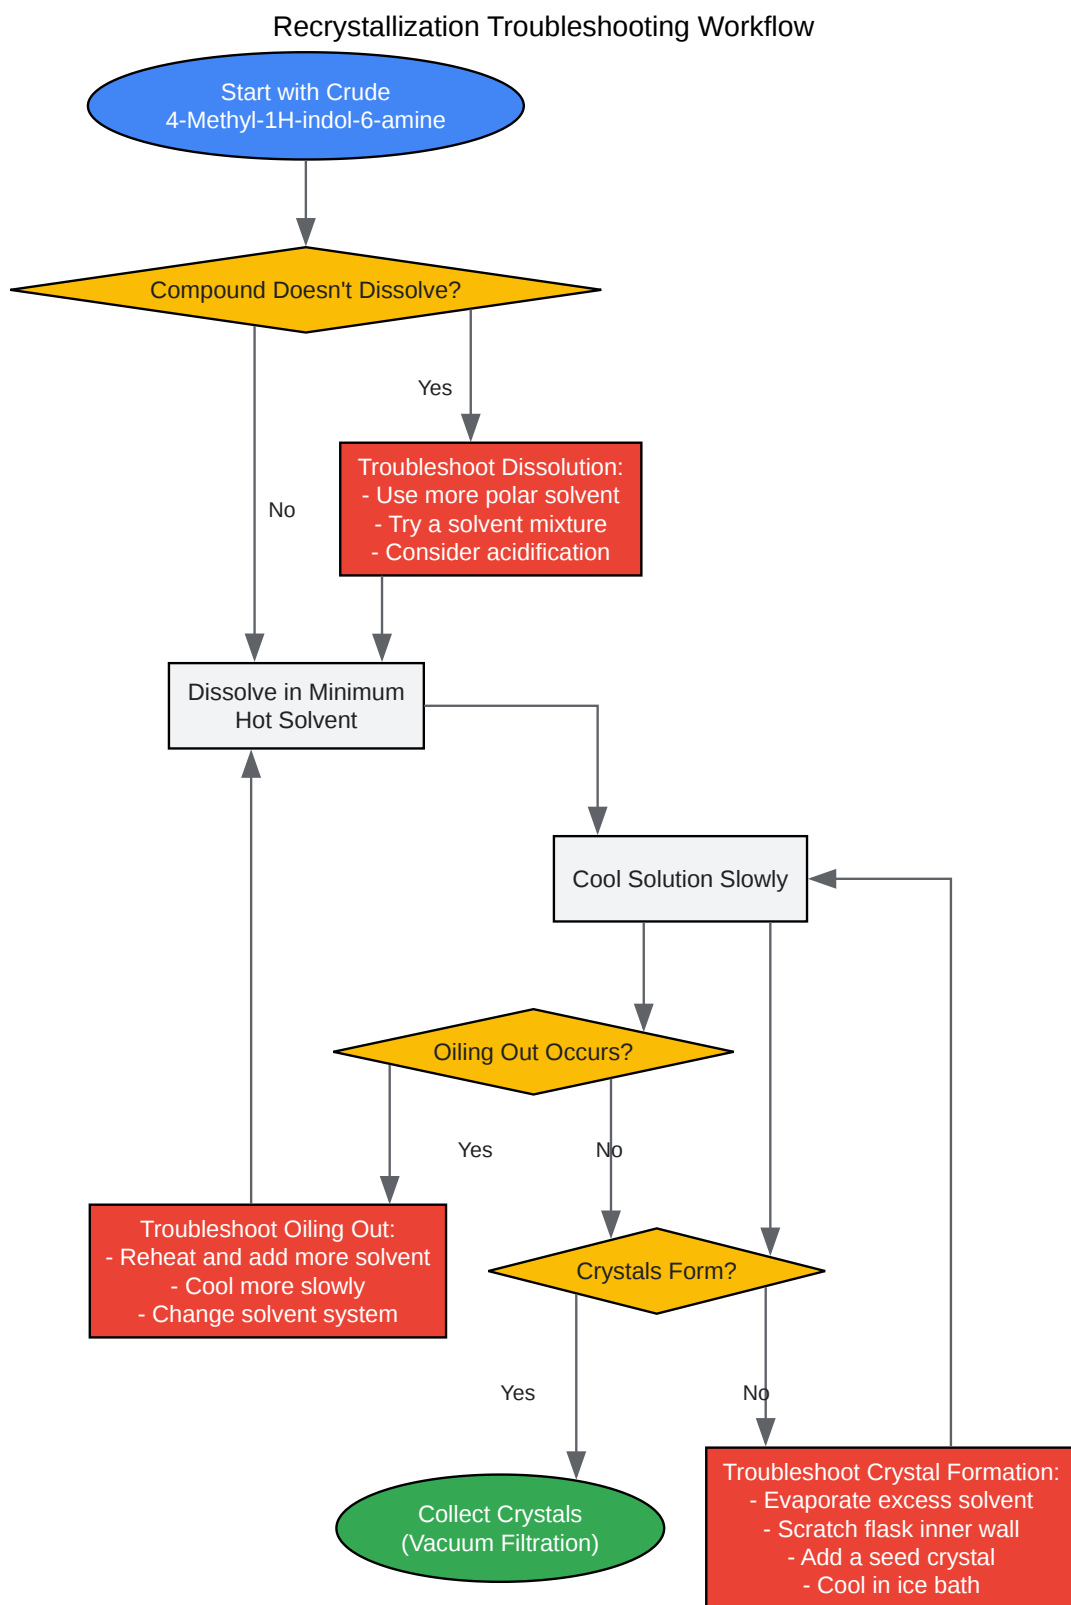 Recrystallization Troubleshooting Workflow
Start with Crude
4-Methyl-1H-indol-6-amine
Compound Doesn't Dissolve?
Yes
Troubleshoot Dissolution:
- Use more polar solvent
- Try a solvent mixture
- Consider acidification
No
Dissolve in Minimum
Hot Solvent
Cool Solution Slowly
Oiling Out Occurs?
Yes
No
Troubleshoot Oiling Out:
- Reheat and add more solvent
- Cool more slowly
- Change solvent system
Crystals Form?
Yes
No
Collect Crystals
(Vacuum Filtration)
Troubleshoot Crystal Formation:
- Evaporate excess solvent
- Scratch flask inner wall
- Add a seed crystal
- Cool in ice bath